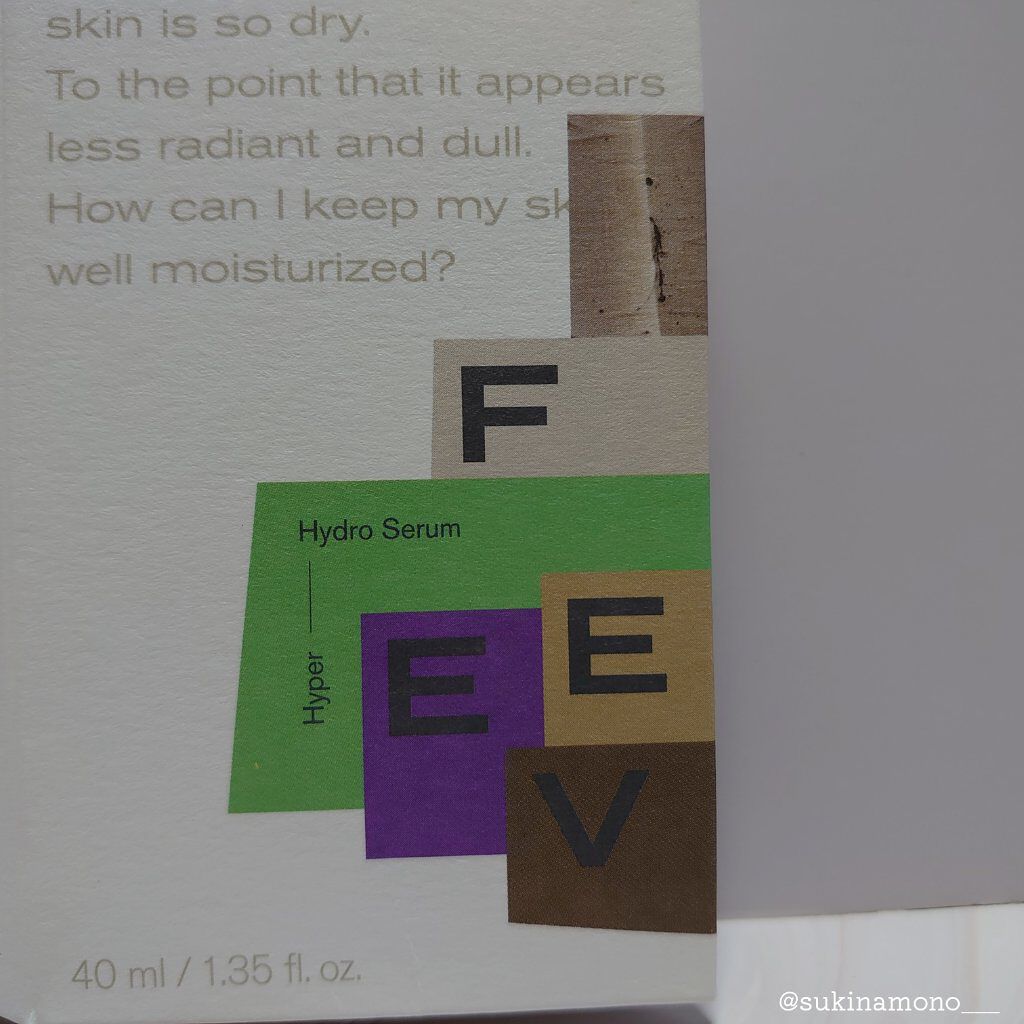 skin is so dry.
To the point that it appears
less radiant and dull.
How can I keep my sk
well moisturized?
F
Hydro Serum
Hyper
E
E
V
40 ml / 1.35 fl. oz.
@sukinamono___